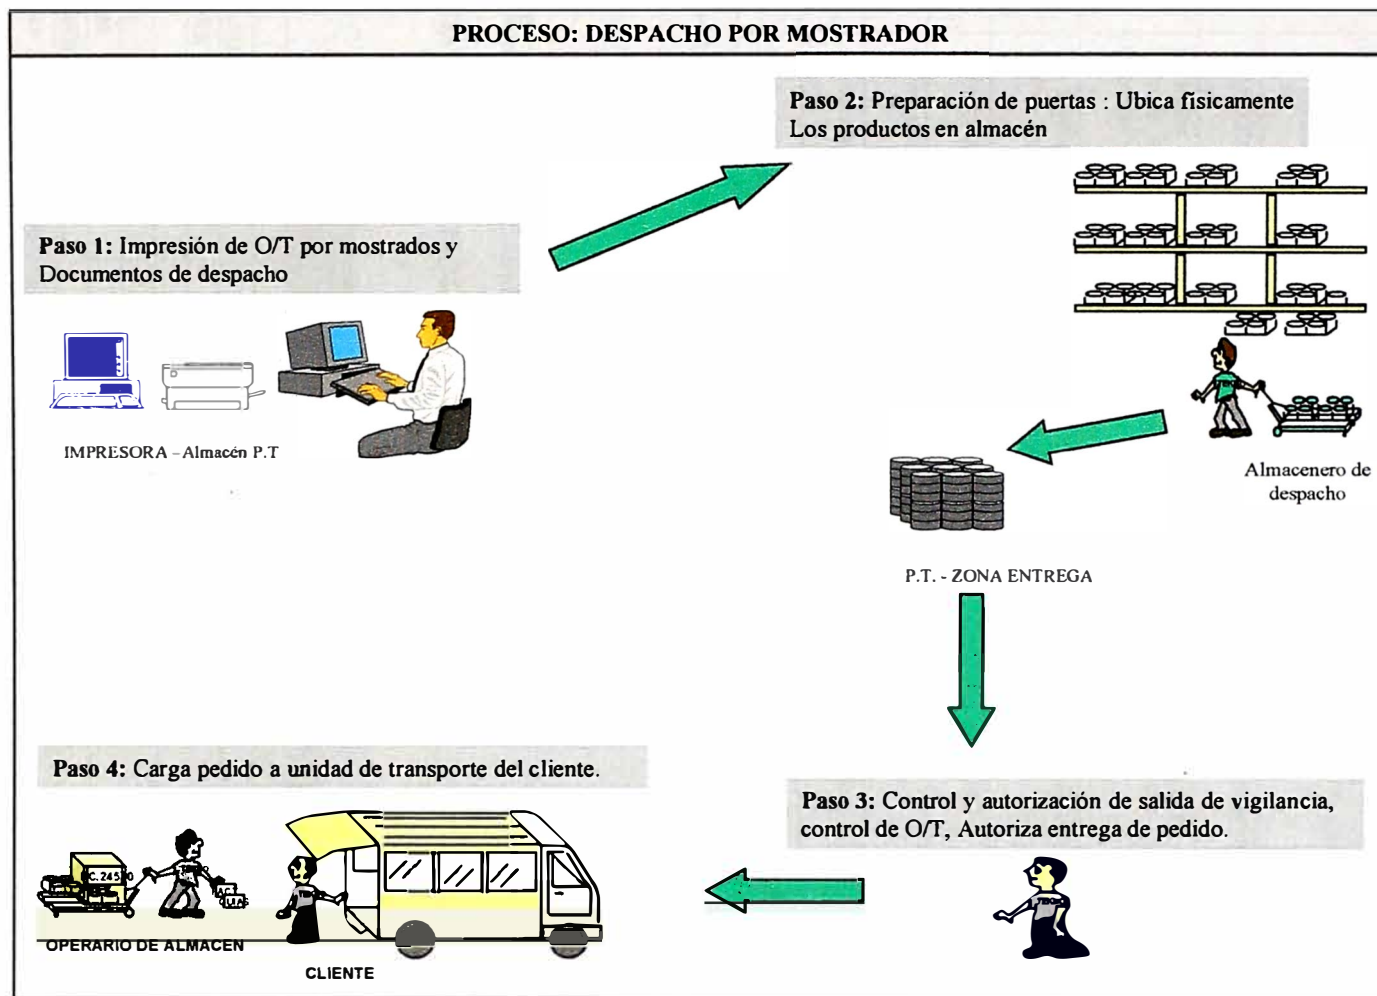 PROCESO: DESPACHO POR MOSTRADOR
Paso 1: Impresión de O/T por mostrados y
Documentos de despacho
IMPRESORA – Almacén P.T
Paso 2: Preparación de puertas : Ubica físicamente
Los productos en almacén
Almacenero de
despacho
P.T. - ZONA ENTREGA
Paso 3: Control y autorización de salida de vigilancia,
control de O/T, Autoriza entrega de pedido.
Paso 4: Carga pedido a unidad de transporte del cliente.
OPERARIO DE ALMACEN
CLIENTE